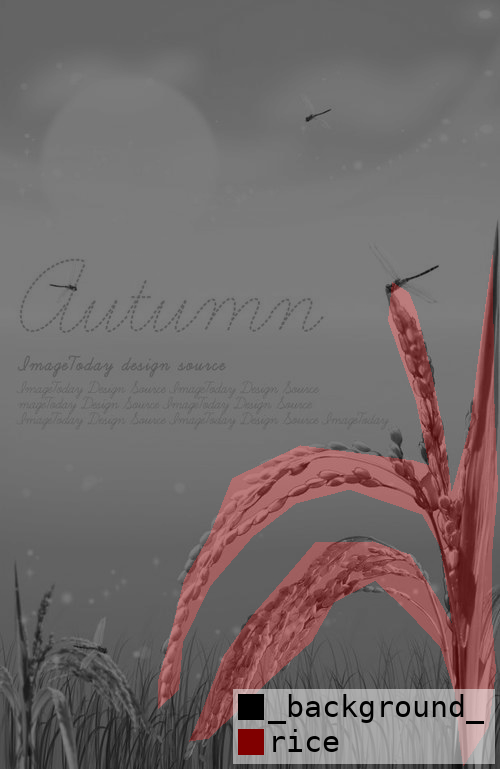 Autumn
ImageToday design source
ImageToday Design Source ImageToday Design Source
mageToday Design Source ImageToday Design Source
ImageToday Design Source ImageToday Design Source ImageToday
_background_
rice